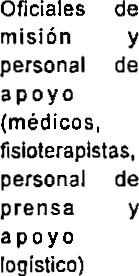 Oficiales de
misión y
personal de
apoyo
(médicos,
fisioterapistas,
personal de
prensa y
apoyo
logístico)